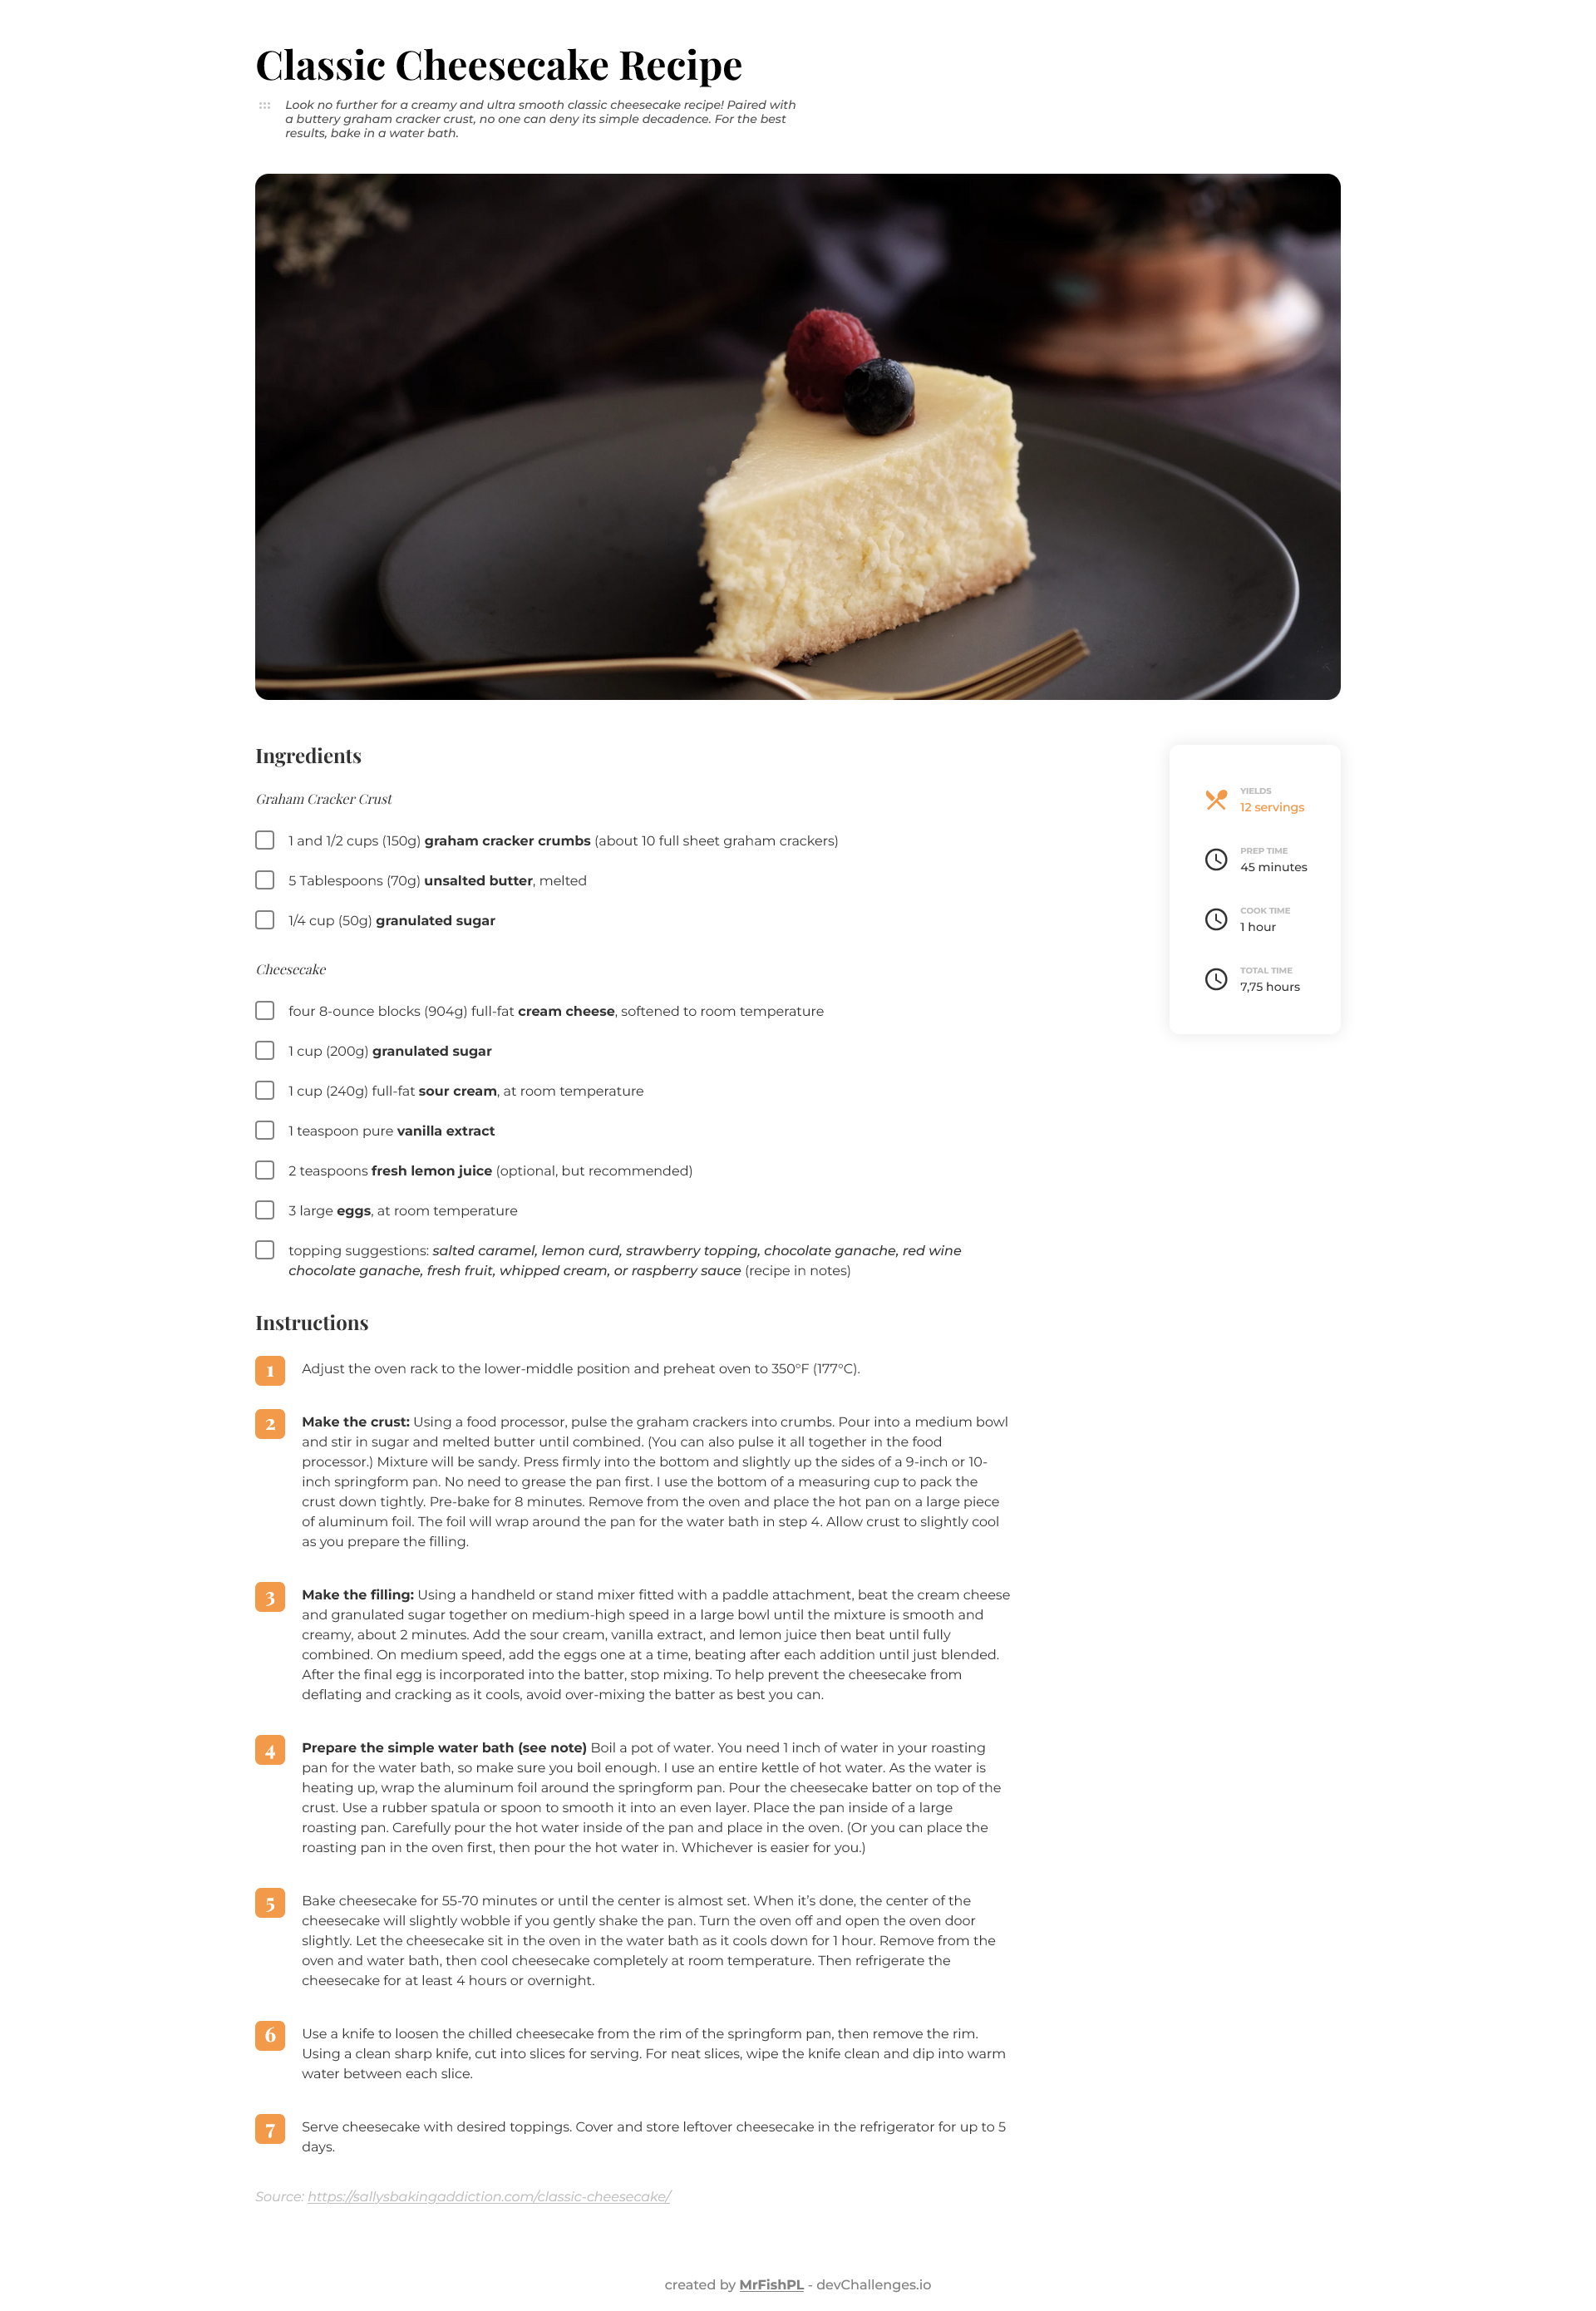 Classic Cheesecake Recipe
Look no further for a creamy and ultra smooth classic cheesecake recipe! Paired with
a buttery graham cracker crust, no one can deny its simple decadence. For the best
results, bake in a water bath.
Ingredients
Graham Cracker Crust
1 and 1/2 cups (150g) graham cracker crumbs (about 10 full sheet graham crackers)
5 Tablespoons (70g) unsalted butter, melted
1/4 cup (50g) granulated sugar
Cheesecake
four 8-ounce blocks (904g) full-fat cream cheese, softened to room temperature
1 cup (200g) granulated sugar
1 cup (240g) full-fat sour cream, at room temperature
1 teaspoon pure vanilla extract
2 teaspoons fresh lemon juice (optional, but recommended)
3 large eggs, at room temperature
topping suggestions: salted caramel, lemon curd, strawberry topping, chocolate ganache, red wine
chocolate ganache, fresh fruit, whipped cream, or raspberry sauce (recipe in notes)
YIELDS
12 servings
PREP TIME
45 minutes
COOK TIME
1 hour
TOTAL TIME
7,75 hours
Instructions
1 Adjust the oven rack to the lower-middle position and preheat oven to 350°F (177°C).
2 Make the crust: Using a food processor, pulse the graham crackers into crumbs. Pour into a medium bowl
and stir in sugar and melted butter until combined. (You can also pulse it all together in the food
processor.) Mixture will be sandy. Press firmly into the bottom and slightly up the sides of a 9-inch or 10-
inch springform pan. No need to grease the pan first. I use the bottom of a measuring cup to pack the
crust down tightly. Pre-bake for 8 minutes. Remove from the oven and place the hot pan on a large piece
of aluminum foil. The foil will wrap around the pan for the water bath in step 4. Allow crust to slightly cool
as you prepare the filling.
3 Make the filling: Using a handheld or stand mixer fitted with a paddle attachment, beat the cream cheese
and granulated sugar together on medium-high speed in a large bowl until the mixture is smooth and
creamy, about 2 minutes. Add the sour cream, vanilla extract, and lemon juice then beat until fully
combined. On medium speed, add the eggs one at a time, beating after each addition until just blended.
After the final egg is incorporated into the batter, stop mixing. To help prevent the cheesecake from
deflating and cracking as it cools, avoid over-mixing the batter as best you can.
4 Prepare the simple water bath (see note) Boil a pot of water. You need 1 inch of water in your roasting
pan for the water bath, so make sure you boil enough. I use an entire kettle of hot water. As the water is
heating up, wrap the aluminum foil around the springform pan. Pour the cheesecake batter on top of the
crust. Use a rubber spatula or spoon to smooth it into an even layer. Place the pan inside of a large
roasting pan. Carefully pour the hot water inside of the pan and place in the oven. (Or you can place the
roasting pan in the oven first, then pour the hot water in. Whichever is easier for you.)
5 Bake cheesecake for 55-70 minutes or until the center is almost set. When it's done, the center of the
cheesecake will slightly wobble if you gently shake the pan. Turn the oven off and open the oven door
slightly. Let the cheesecake sit in the oven in the water bath as it cools down for 1 hour. Remove from the
oven and water bath, then cool cheesecake completely at room temperature. Then refrigerate the
cheesecake for at least 4 hours or overnight.
6 Use a knife to loosen the chilled cheesecake from the rim of the springform pan, then remove the rim.
Using a clean sharp knife, cut into slices for serving. For neat slices, wipe the knife clean and dip into warm
water between each slice.
7 Serve cheesecake with desired toppings. Cover and store leftover cheesecake in the refrigerator for up to 5
days.
Source: https://sallysbakingaddiction.com/classic-cheesecake/
created by MrFishPL - devChallenges.io